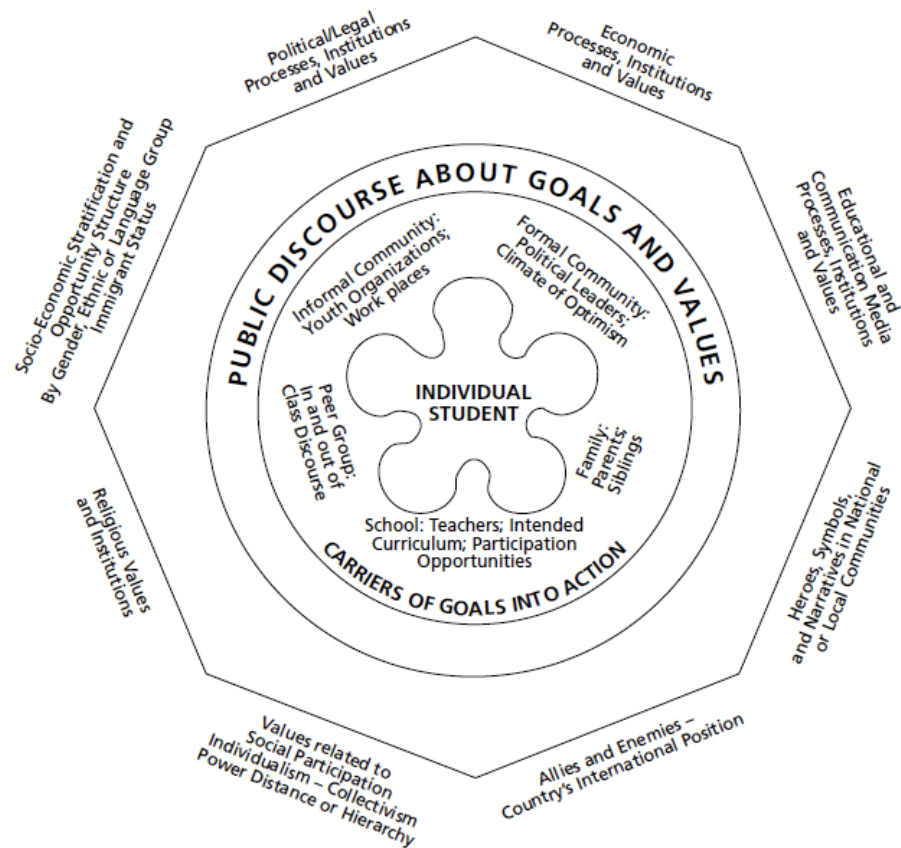 Political/Legal
Processes, Institutions
and Values
Economic
Processes, Institutions
and Values
Educational and
Communication Media
Processes, Institutions
and Values
Heroes, Symbols,
and Narratives in National
or Local Communities
Allies and Enemies –
Country's International Position
Values related to
Social Participation
Individualism – Collectivism
Power Distance or Hierarchy
Religious Values
and Institutions
Socio-Economic Stratification and
Opportunity Structure
By Gender, Ethnic or Language Group
Immigrant Status
PUBLIC DISCOURSE ABOUT GOALS AND VALUES
Informal Community:
Youth Organizations;
Work places
Formal Community:
Political Leaders;
Climate of Optimism
Family:
Parents;
Siblings
School: Teachers; Intended
Curriculum; Participation
Opportunities
Peer Group:
In and out of
Class Discourse
INDIVIDUAL
STUDENT
CARRIERS OF GOALS INTO ACTION